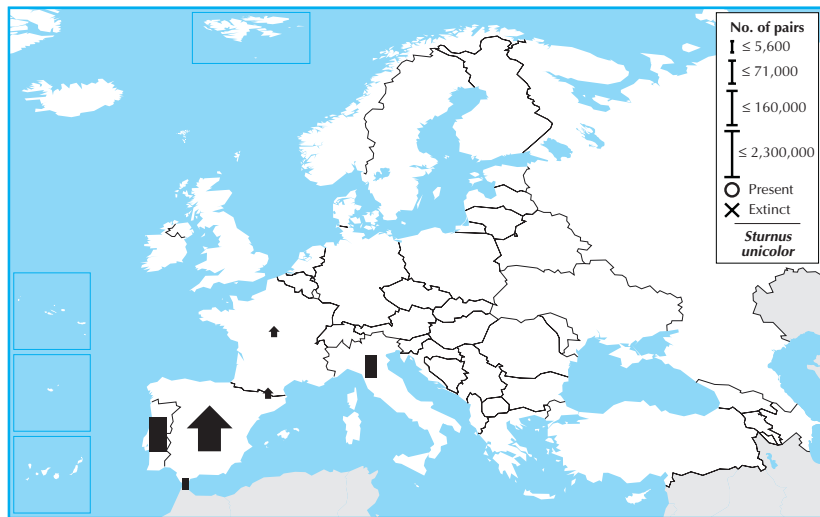 No. of pairs
≤ 5,600
≤ 71,000
≤ 160,000
≤ 2,300,000
Present
Extinct
Sturnus
unicolor